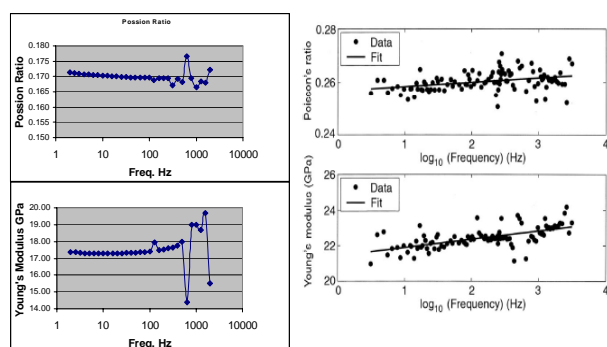 Possion Ratio
Possion Ratio
0.180
0.175
0.170
0.165
0.160
0.155
0.150
1 10 100 1000 10000
Freq. Hz
Young's Modulus GPa
20.00
19.00
18.00
17.00
16.00
15.00
14.00
1 10 100 1000 10000
Freq. Hz
Poisson's ratio
0.28
0.26
0.24
Data
Fit
0 1 2 3 4
log10 (Frequency) (Hz)
Young's modulus (GPa)
26
24
22
20
Data
Fit
0 1 2 3 4
log10 (Frequency) (Hz)